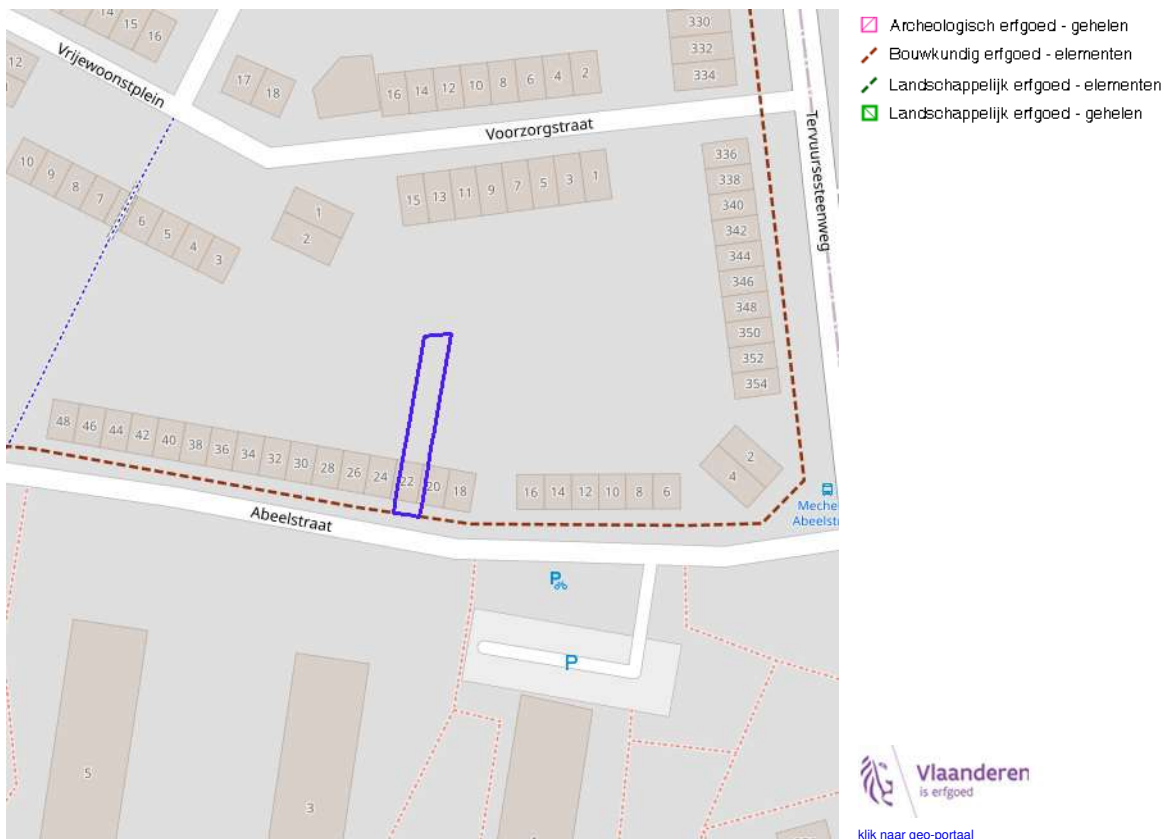 14
15
16
12
Vrijewoonstplein
17
18
16 14 12 10 8 6 4 2
330
332
334
Voorzorgstraat
Tervuursesteenweg
10 9 8 7 6 5 4 3
1
2
15 13 11 9 7 5 3 1
336
338
340
342
344
346
348
350
352
354
48 46 44 42 40 38 36 34 32 30 28 26 24 22 20 18
16 14 12 10 8 6
2
4
Abeelstraat
Meche
Abeelstr
P
P
5
3
Archeologisch erfgoed - gehelen
Bouwkundig erfgoed - elementen
Landschappelijk erfgoed - elementen
Landschappelijk erfgoed - gehelen
Vlaanderen
is erfgoed
klik naar geo-portaal